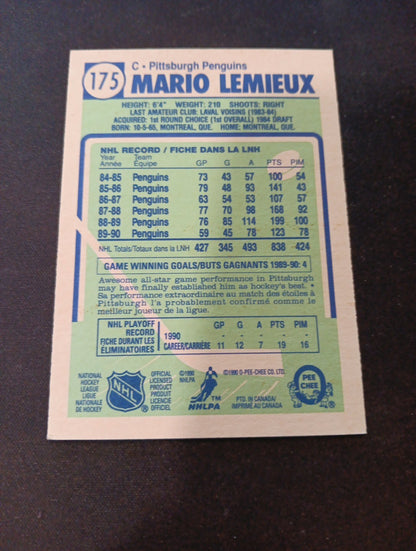 175
C • Pittsburgh Penguins
MARIO LEMIEUX
HEIGHT: 6'4" WEIGHT: 210 SHOOTS: RIGHT
LAST AMATEUR CLUB: LAVAL VOISINS (1983-84)
ACQUIRED: 1st ROUND CHOICE (1st OVERALL) 1984 DRAFT
BORN: 10-5-65, MONTREAL, QUE. HOME: MONTREAL, QUE.
NHL RECORD / FICHE DANS LA LNH
Year Team
Année Équipe GP G A PTS PIM
84-85 Penguins 73 43 57 100 54
85-86 Penguins 79 48 93 141 43
86-87 Penguins 63 54 53 107 57
87-88 Penguins 77 70 98 168 92
88-89 Penguins 76 85 114 199 100
89-90 Penguins 59 45 78 123 78
NHL Totals/Totaux dans la LNH 427 345 493 838 424
GAME WINNING GOALS/BUTS GAGNANTS 1989-90: 4
Awesome all-star game performance in Pittsburgh
may have finally established him as hockey's best. •
Sa performance extraordinaire au match des étoiles à
Pittsburgh l'a probablement confirmé comme le
meilleur joueur de la ligue.
NHL PLAYOFF RECORD
FICHE DURANT LES ÉLIMINATOIRES
GP G A PTS PIM
1990 - - - - -
CAREER/CARRIÈRE 11 12 7 19 16
NATIONAL HOCKEY LEAGUE
LIGUE NATIONALE DE HOCKEY
NHL
OFFICIAL LICENSED PRODUCT
PRODUIT LICENCIÉ OFFICIEL
©1990 NHLPA
TM
NHLPA
©1990 O-PEE-CHEE CO. LTD.
PTD. IN CANADA/
IMPRIMÉ AU CANADA
O PEE CHEE